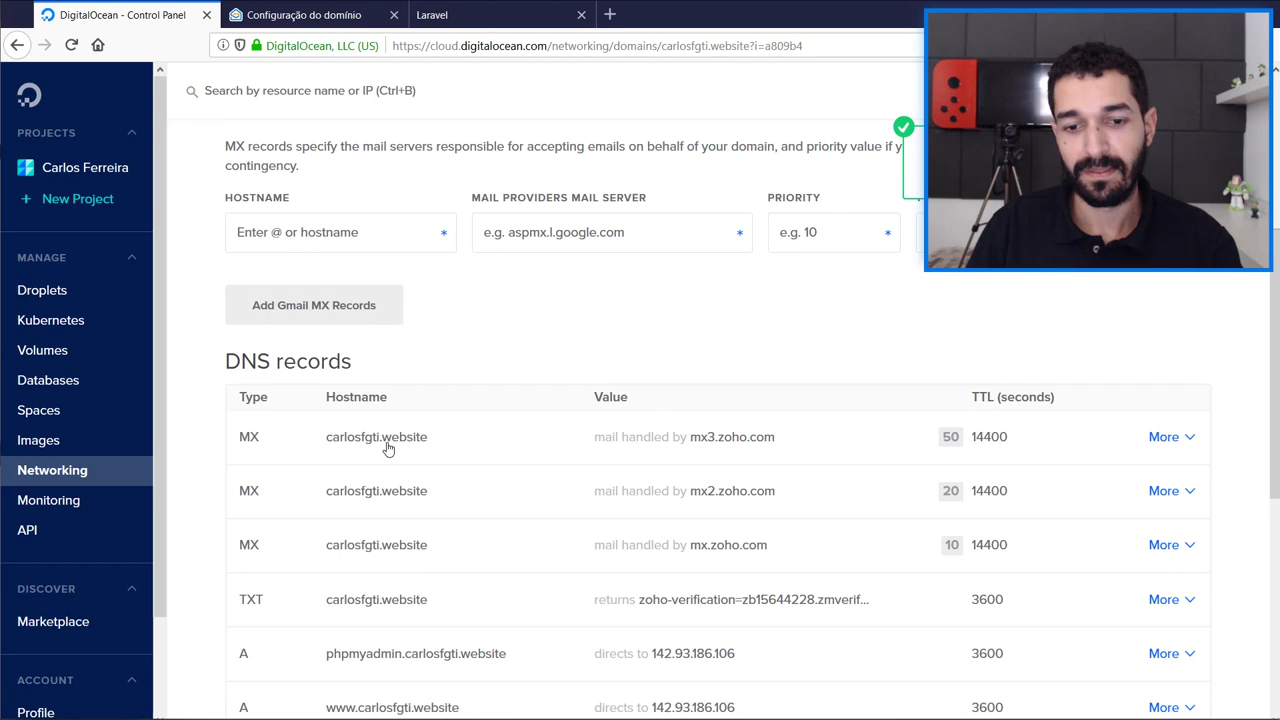 DigitalOcean - Control Panel
Configuração do domínio
Laravel
DigitalOcean, LLC (US)
https://cloud.digitalocean.com/networking/domains/carlosfgti.website?i=a809b4
Search by resource name or IP (Ctrl+B)
PROJECTS
Carlos Ferreira
+ New Project
MANAGE
Droplets
Kubernetes
Volumes
Databases
Spaces
Images
Networking
Monitoring
API
DISCOVER
Marketplace
ACCOUNT
Profile
MX records specify the mail servers responsible for accepting emails on behalf of your domain, and priority value if
contingency.
HOSTNAME
MAIL PROVIDERS MAIL SERVER
PRIORITY
Enter @ or hostname *
e.g. aspmx.l.google.com *
e.g. 10 *
Add Gmail MX Records
DNS records
Type Hostname Value TTL (seconds)
MX carlosfgti.website mail handled by mx3.zoho.com 50 14400 More
MX carlosfgti.website mail handled by mx2.zoho.com 20 14400 More
MX carlosfgti.website mail handled by mx.zoho.com 10 14400 More
TXT carlosfgti.website returns zoho-verification=zb15644228.zmverif... 3600 More
A phpmyadmin.carlosfgti.website directs to 142.93.186.106 3600 More
A www.carlosfgti.website directs to 142.93.186.106 3600 More